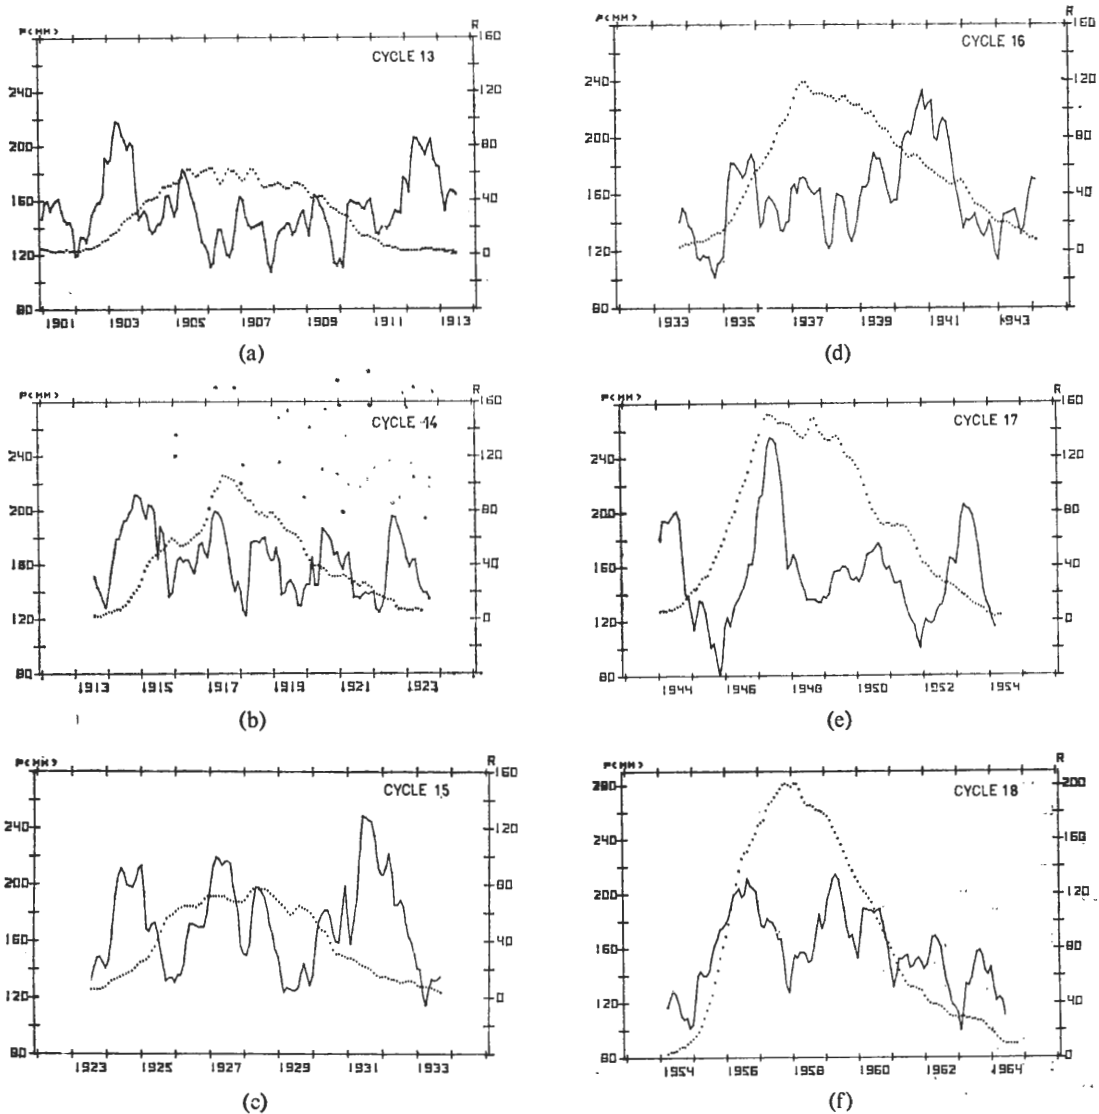 P(MM) R
CYCLE 13
160
240 120
200 80
160 40
120 0
80
1901 1903 1905 1907 1909 1911 1913
(a)
P(MM) R
CYCLE 14
160
240 120
200 80
160 40
120 0
80
1913 1915 1917 1919 1921 1923
(b)
P(MM) R
CYCLE 15
160
240 120
200 80
160 40
120 0
80
1923 1925 1927 1929 1931 1933
(c)
P(MM) R
CYCLE 16
160
240 120
200 80
160 40
120 0
80
1933 1935 1937 1939 1941 1943
(d)
P(MM) R
CYCLE 17
160
240 120
200 80
160 40
120 0
80
1944 1946 1948 1950 1952 1954
(e)
P(MM) R
CYCLE 18
280 200
240 160
200 120
160 80
120 40
80 0
1954 1956 1958 1960 1962 1964
(f)